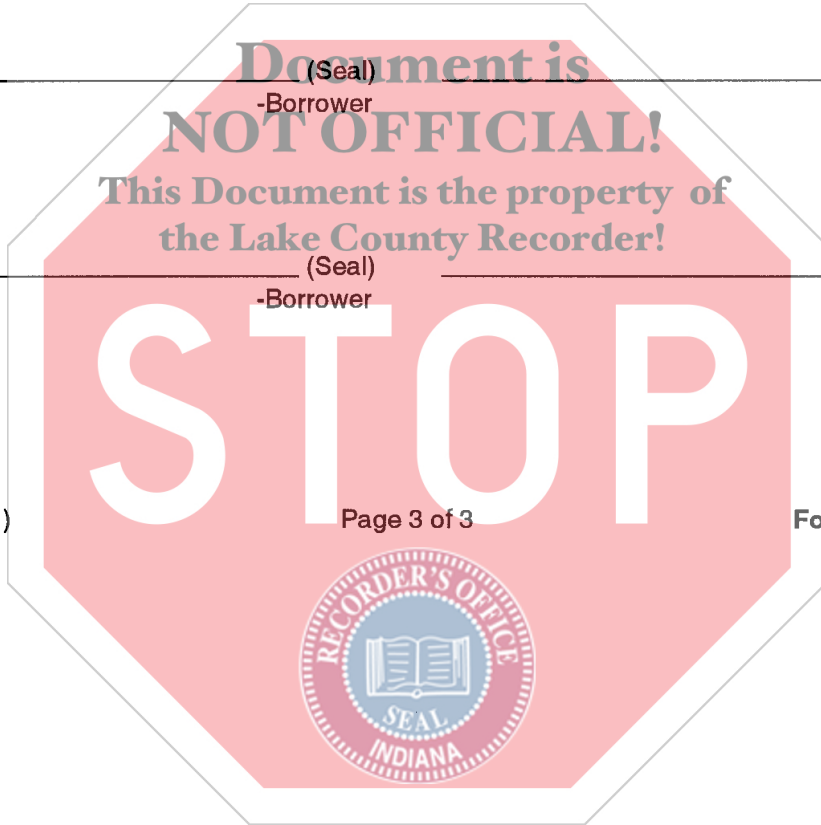 Document is
(Seal)
-Borrower
NOT OFFICIAL!
This Document is the property of
the Lake County Recorder!
(Seal)
-Borrower
STOP
) Page 3 of 3 Fo
RECORDER'S OFFICE
SEAL
INDIANA